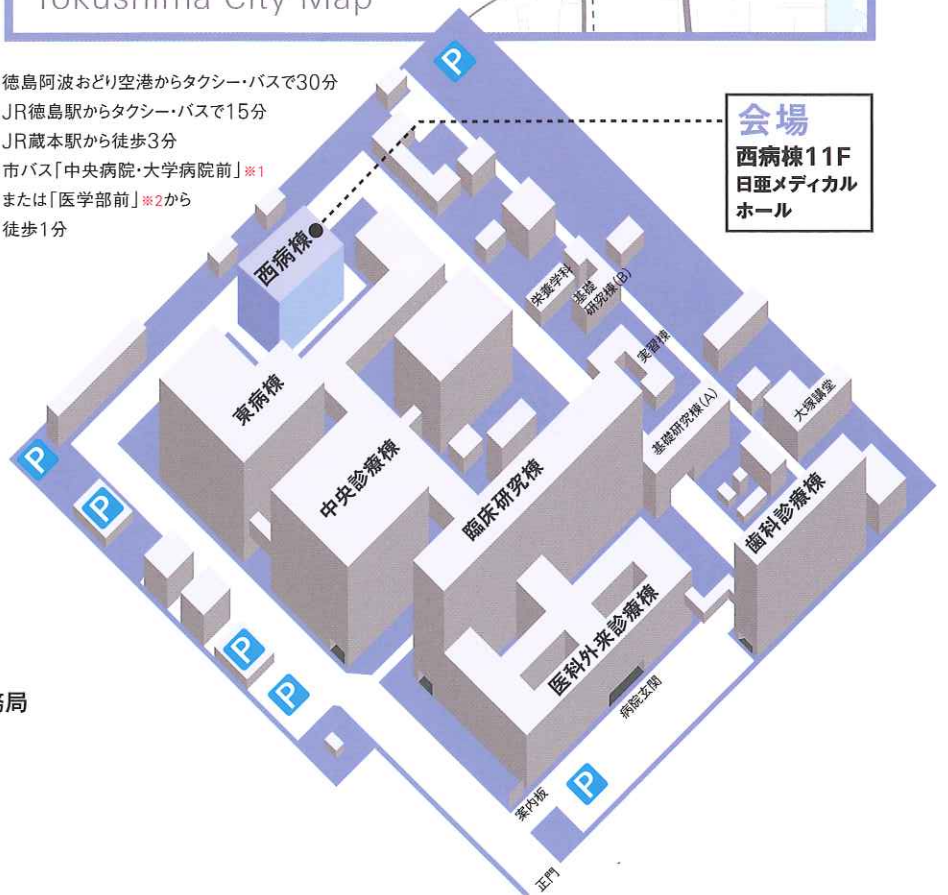 Tokushima City Map
徳島阿波おどり空港からタクシー・バスで30分
JR徳島駅からタクシー・バスで15分
JR蔵本駅から徒歩3分
市バス「中央病院・大学病院前」※1
または「医学部前」※2から
徒歩1分
会場
西病棟11F
日亜メディカル
ホール
P
西病棟
栄養学科
基礎
研究棟(B)
実習棟
東病棟
基礎研究棟(A)
大塚講堂
中央診療棟
臨床研究棟
歯科診療棟
P
P
医科外来診療棟
P
P
病院玄関
務局
P
案内板
正門